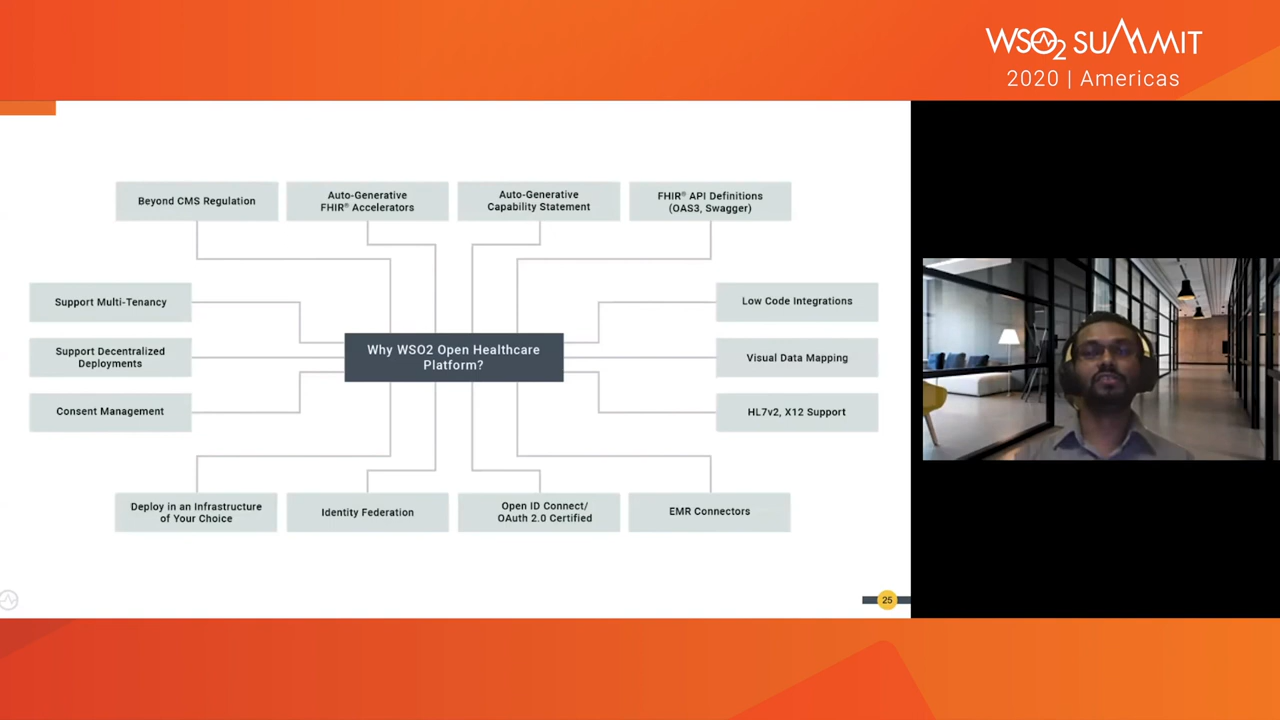 WSO2 SUMMIT
2020 | Americas
Beyond CMS Regulation
Auto-Generative
FHIR® Accelerators
Auto-Generative
Capability Statement
FHIR® API Definitions
(OAS3, Swagger)
Support Multi-Tenancy
Low Code Integrations
Support Decentralized
Deployments
Why WSO2 Open Healthcare
Platform?
Visual Data Mapping
Consent Management
HL7v2, X12 Support
Deploy in an Infrastructure
of Your Choice
Identity Federation
Open ID Connect/
OAuth 2.0 Certified
EMR Connectors
25